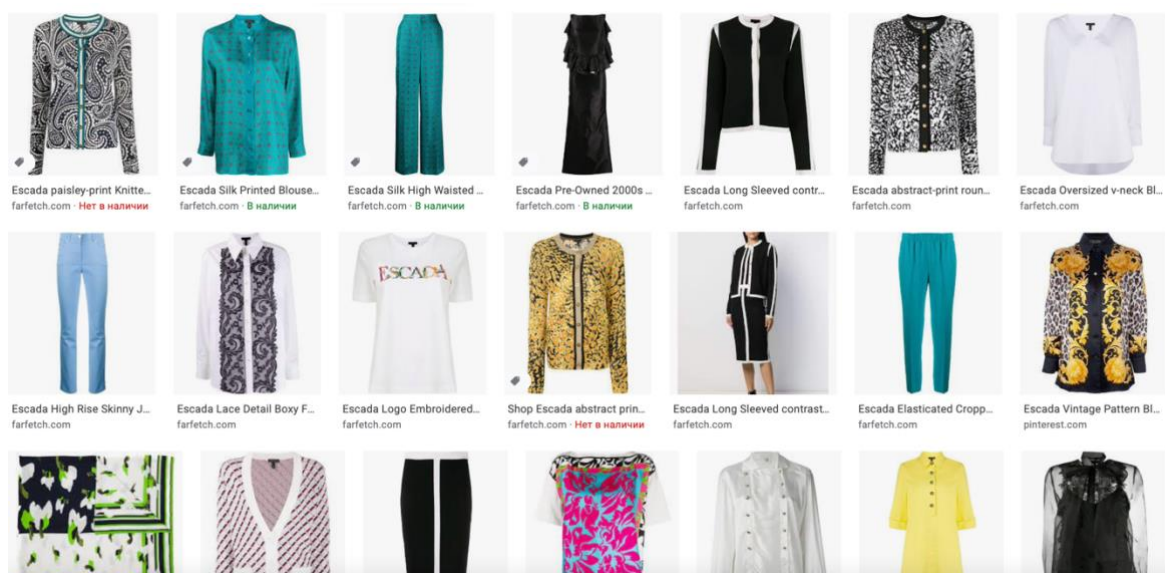 Escada paisley-print Knitte...
farfetch.com · Нет в наличии
Escada Silk Printed Blouse...
farfetch.com · В наличии
Escada Silk High Waisted ...
farfetch.com · В наличии
Escada Pre-Owned 2000s ...
farfetch.com · В наличии
Escada Long Sleeved contr...
farfetch.com
Escada abstract-print roun...
farfetch.com
Escada Oversized v-neck Bl...
farfetch.com
ESCADA
Escada High Rise Skinny J...
farfetch.com
Escada Lace Detail Boxy F...
farfetch.com
Escada Logo Embroidered...
farfetch.com
Shop Escada abstract prin...
farfetch.com · Нет в наличии
Escada Long Sleeved contrast...
farfetch.com
Escada Elasticated Cropp...
farfetch.com
Escada Vintage Pattern Bl...
pinterest.com